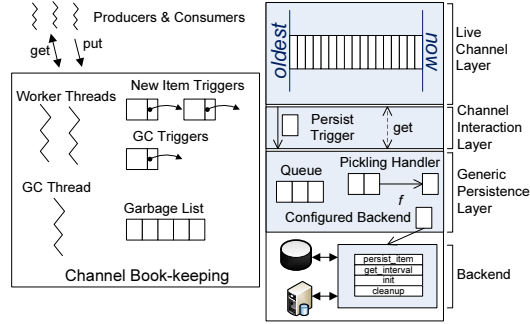 Producers & Consumers
get
put
Worker Threads
New Item Triggers
GC Triggers
GC Thread
Garbage List
Channel Book-keeping
oldest
now
Live
Channel
Layer
Persist
Trigger
get
Channel
Interaction
Layer
Queue
Pickling Handler
f
Configured Backend
Generic
Persistence
Layer
persist_item
get_interval
init
cleanup
Backend